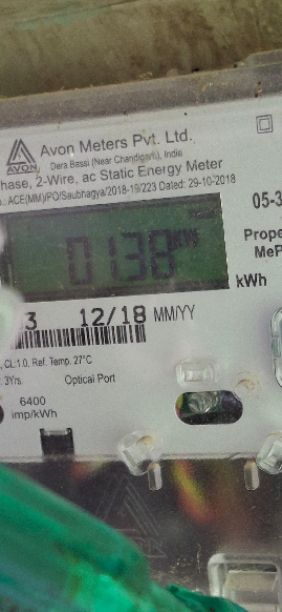 Avon Meters Pvt. Ltd.
AVON
Dera Bassi (Near Chandigarh), India
hase, 2-Wire, ac Static Energy Meter
ACE(MM)/PO/Saubhagya/2018-19/223 Dated: 29-10-2018
05-3
0138
Prope
MeP
kWh
3 12/18 MM/YY
CL.1.0, Ref. Temp. 27°C
3Yrs. Optical Port
6400
imp/kWh